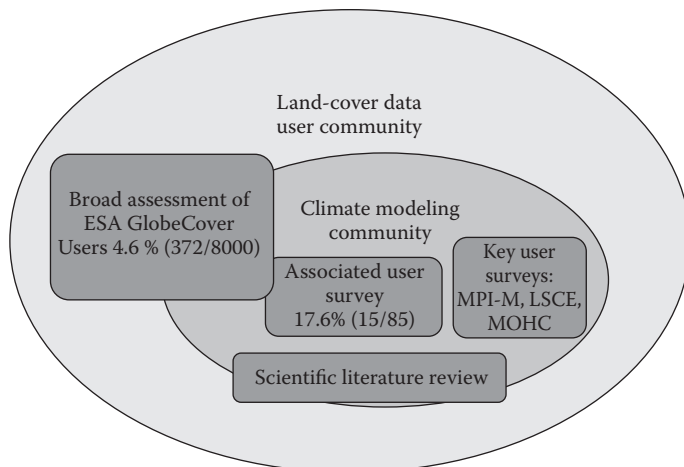 Land-cover data
user community
Broad assessment of
ESA GlobeCover
Users 4.6 % (372/8000)
Climate modeling
community
Associated user
survey
17.6% (15/85)
Key user
surveys:
MPI-M, LSCE,
MOHC
Scientific literature review